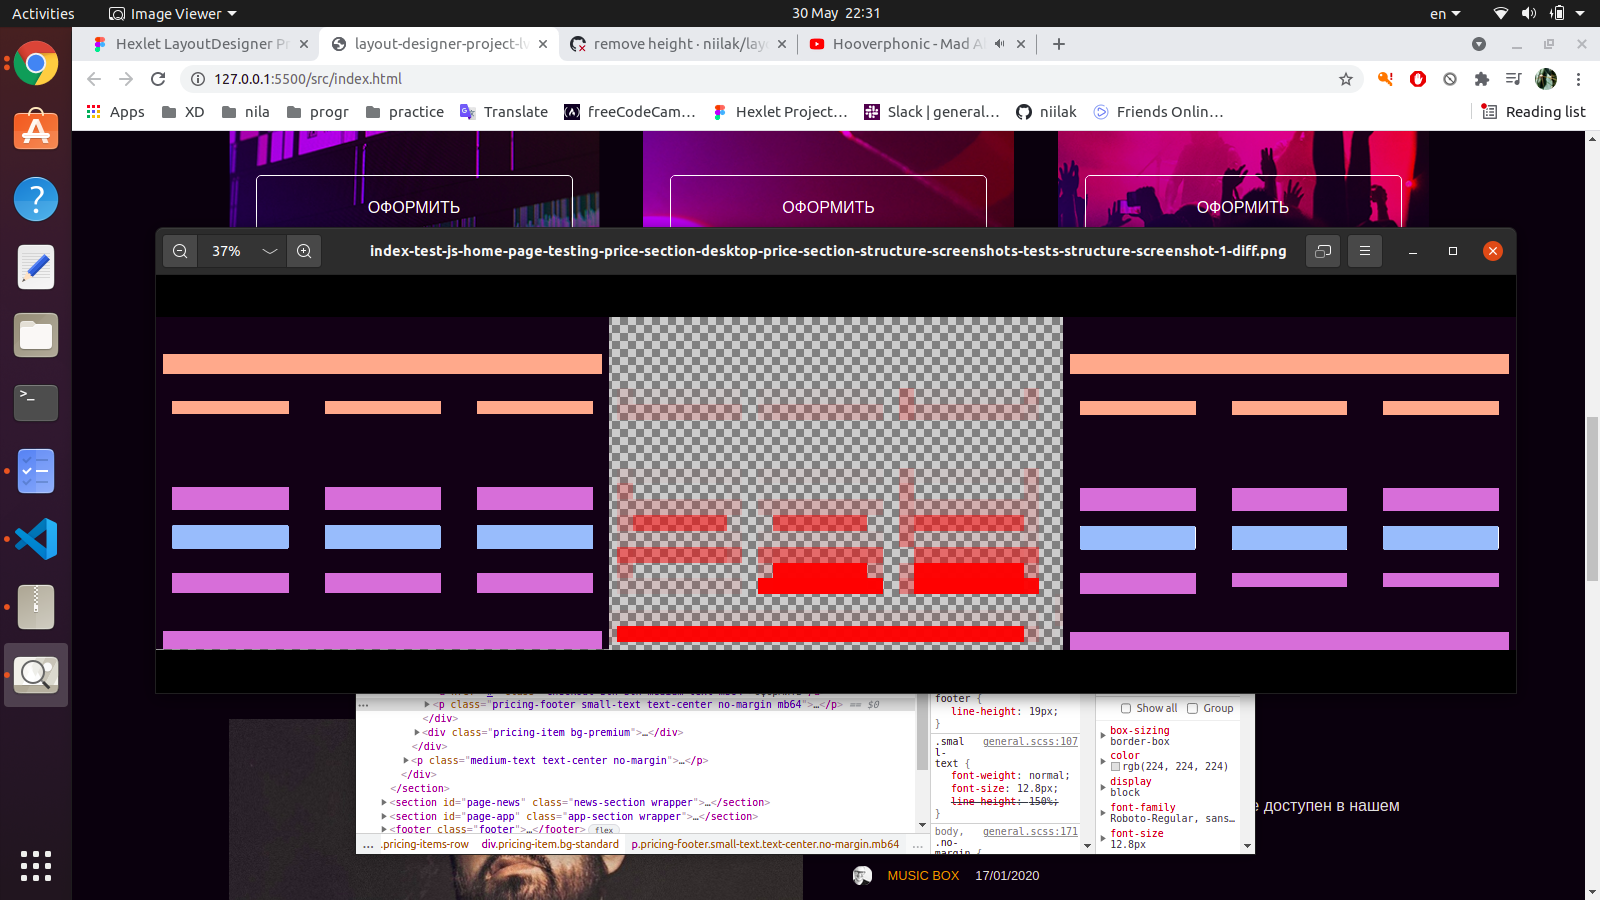 Activities
Image Viewer
30 May 22:31
en
Hexlet LayoutDesigner P
layout-designer-project-lv
remove height · niilak/lay
Hooverphonic - Mad A
127.0.0.1:5500/src/index.html
Apps
XD
nila
progr
practice
Translate
freeCodeCam…
Hexlet Project…
Slack | general…
niilak
Friends Onlin…
Reading list
ОФОРМИТЬ
ОФОРМИТЬ
ОФОРМИТЬ
37%
index-test-js-home-page-testing-price-section-desktop-price-section-structure-screenshots-tests-structure-screenshot-1-diff.png
<p class="pricing-footer small-text text-center no-margin mb64">…</p> == $0
</div>
<div class="pricing-item bg-premium">…</div>
</div>
<p class="medium-text text-center no-margin">…</p>
</div>
</section>
<section id="page-news" class="news-section wrapper">…</section>
<section id="page-app" class="app-section wrapper">…</section>
<footer class="footer">…</footer> flex
… .pricing-items-row div.pricing-item.bg-standard p.pricing-footer.small-text.text-center.no-margin.mb64 …
footer {
line-height: 19px;
}
.smal general.scss:107
l-
text {
font-weight: normal;
font-size: 12.8px;
line-height: 150%;
}
body, general.scss:171
.no-
margin {
Show all
Group
box-sizing
border-box
color
rgb(224, 224, 224)
display
block
font-family
Roboto-Regular, sans…
font-size
12.8px
е доступен в нашем
MUSIC BOX
17/01/2020